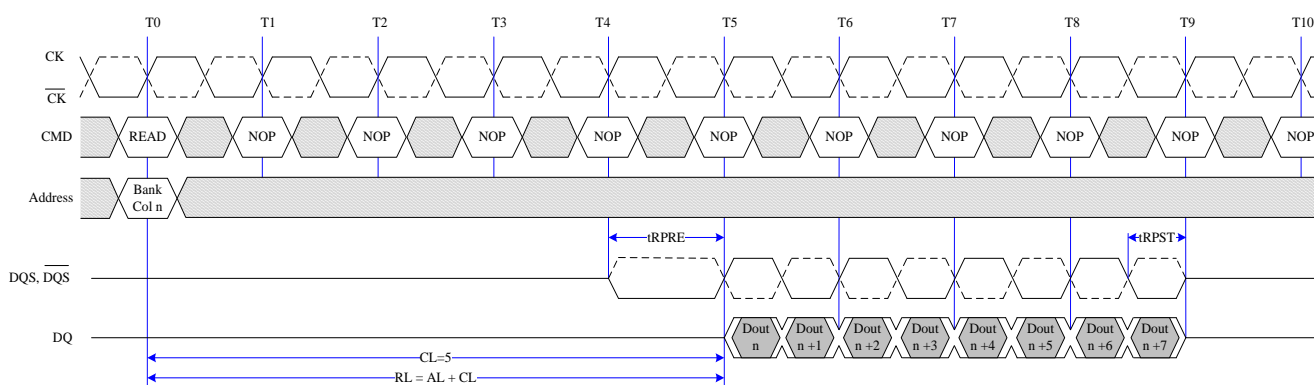 T0 T1 T2 T3 T4 T5 T6 T7 T8 T9 T10
CK
CK
CMD READ NOP NOP NOP NOP NOP NOP NOP NOP NOP NOP
Address Bank
Col n
tRPRE tRPST
DQS, DQS
DQ Dout Dout Dout Dout Dout Dout Dout Dout
n n +1 n +2 n +3 n +4 n +5 n +6 n +7
CL=5
RL = AL + CL